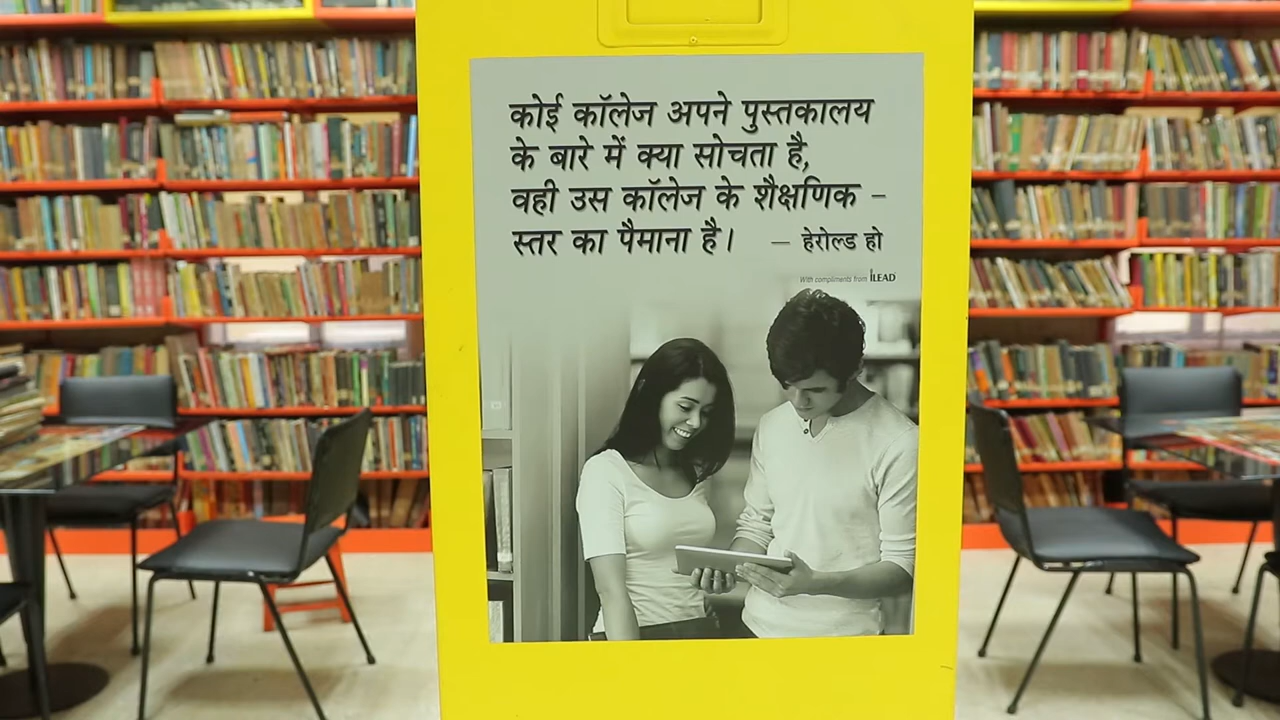 कोई कॉलेज अपने पुस्तकालय
के बारे में क्या सोचता है,
वही उस कॉलेज के शैक्षणिक –
स्तर का पैमाना है। – हेरोल्ड हो
With compliments from iLEAD